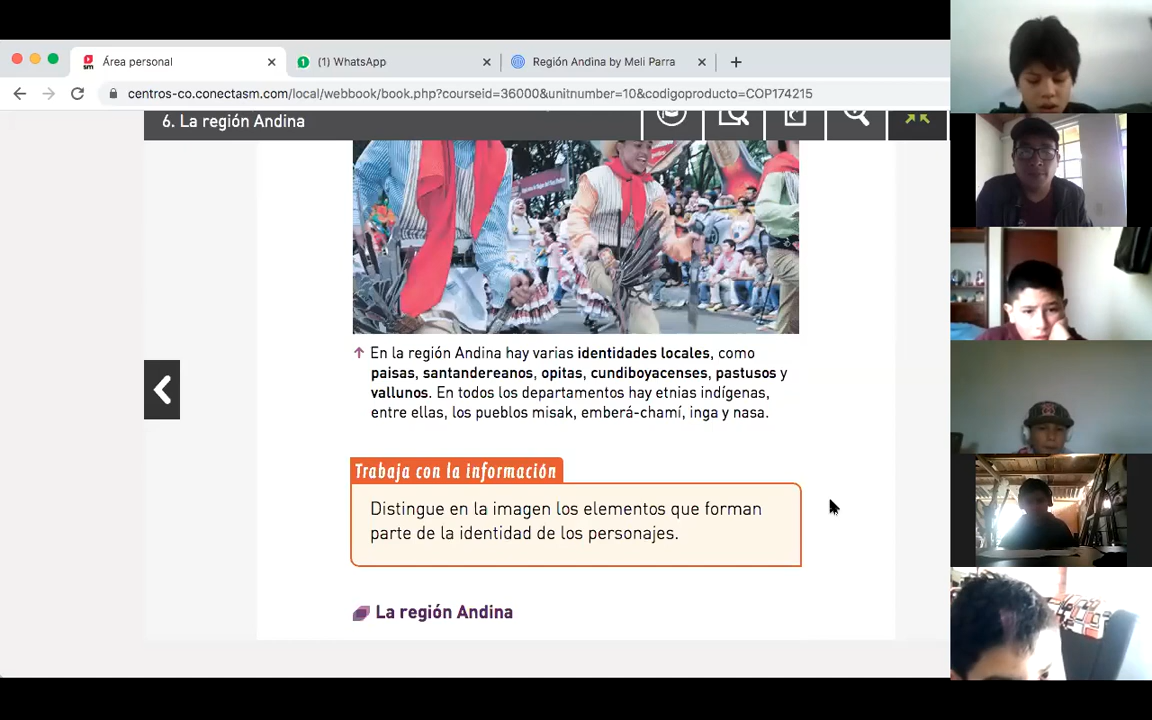 Área personal
(1) WhatsApp
Región Andina by Meli Parra
centros-co.conectasm.com/local/webbook/book.php?courseid=36000&unitnumber=10&codigoproducto=COP174215
6. La región Andina
En la región Andina hay varias identidades locales, como
paisas, santandereanos, opitas, cundiboyacenses, pastusos y
vallunos. En todos los departamentos hay etnias indígenas,
entre ellas, los pueblos misak, emberá-chamí, inga y nasa.
Trabaja con la información
Distingue en la imagen los elementos que forman
parte de la identidad de los personajes.
La región Andina